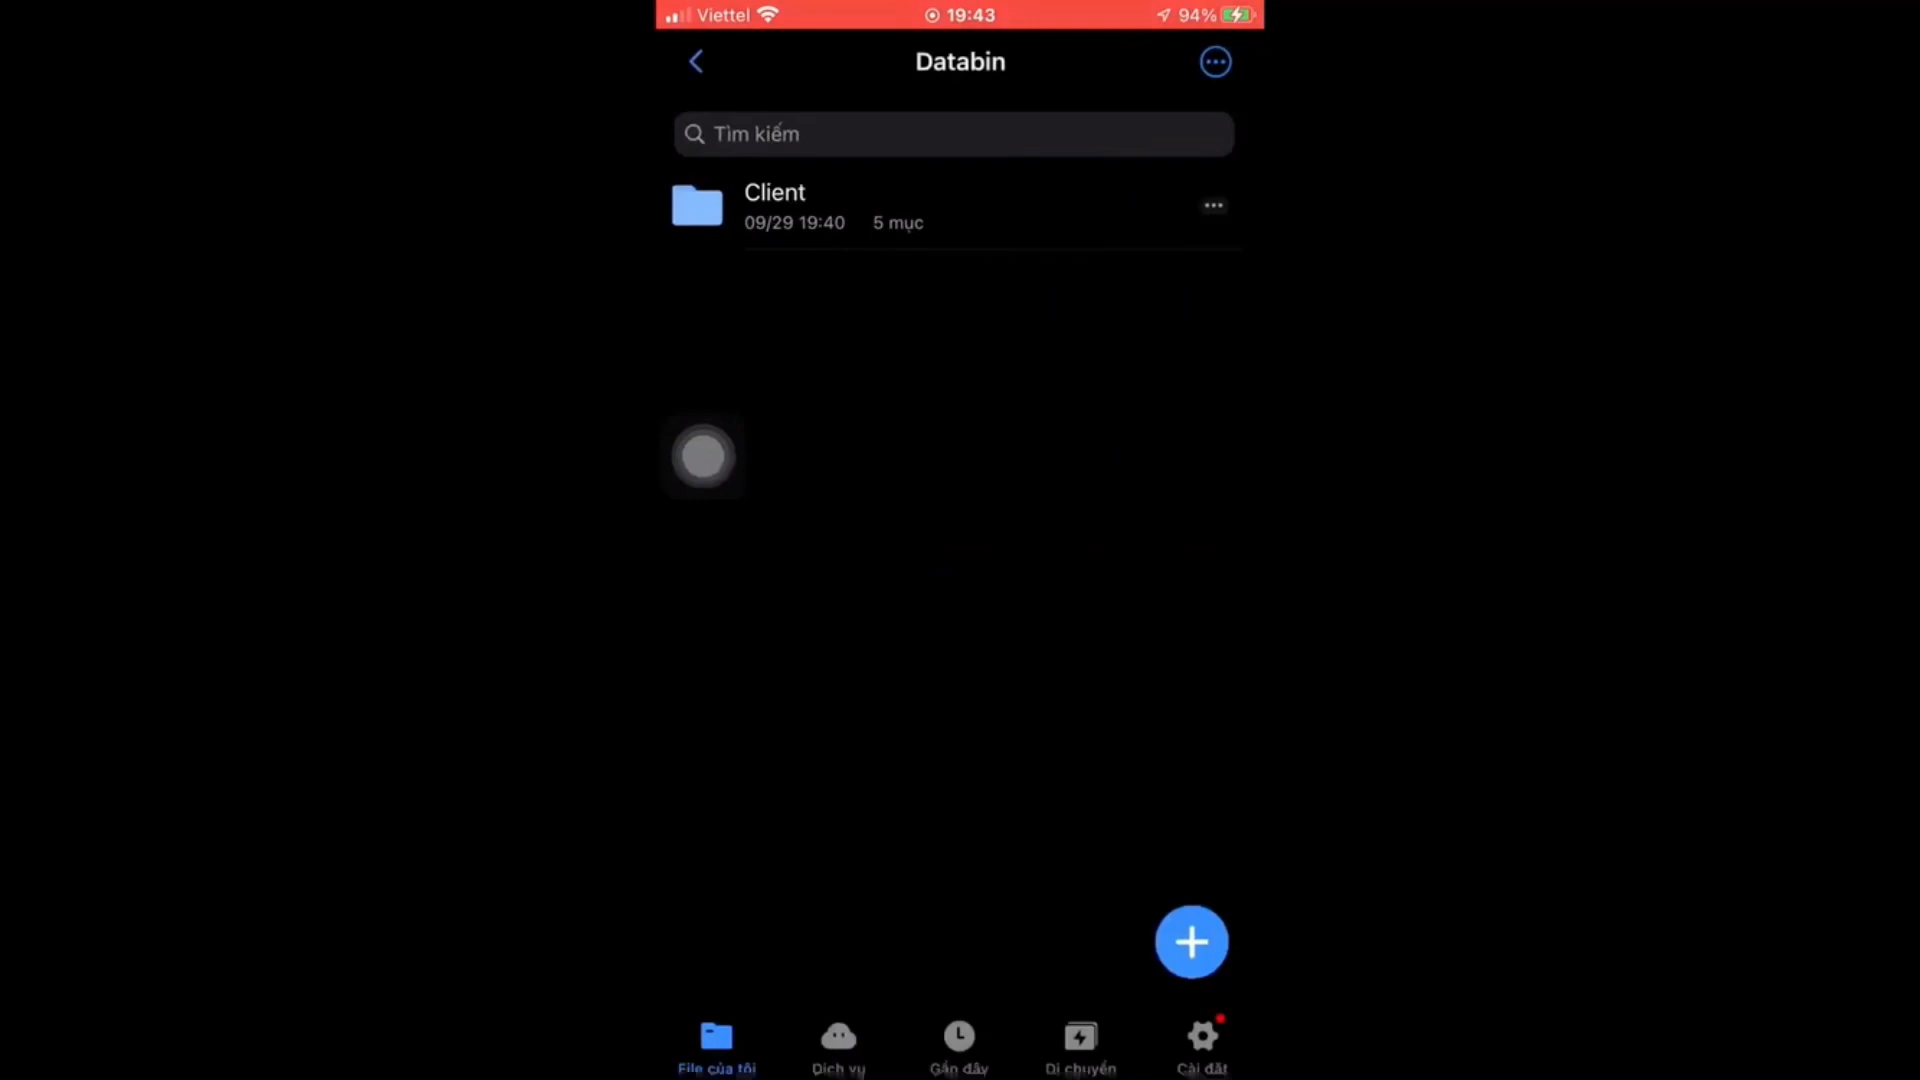 Viettel 19:43 94%
Databin
Tìm kiếm
Client
09/29 19:40 5 mục
File của tôi Dịch vụ Gần đây Di chuyển Cài đặt